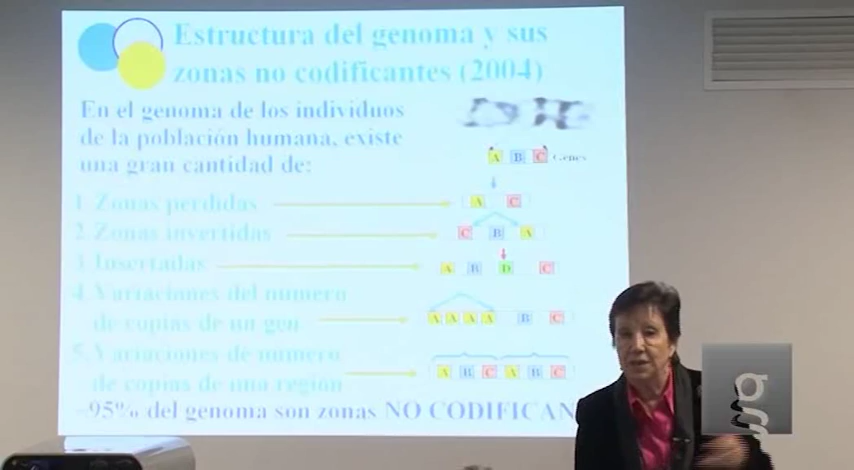 Estructura del genoma y sus
zonas no codificantes (2004)
En el genoma de los individuos
de la población humana, existe
una gran cantidad de:
A B C Genes
1. Zonas perdidas
A C
2. Zonas invertidas
C B A
3. Insertadas
A B D C
4. Variaciones del número
de copias de un gen
A A A A B C
5. Variaciones de número
de copias de una región
A B C A B C
~95% del genoma son zonas NO CODIFICAN
g